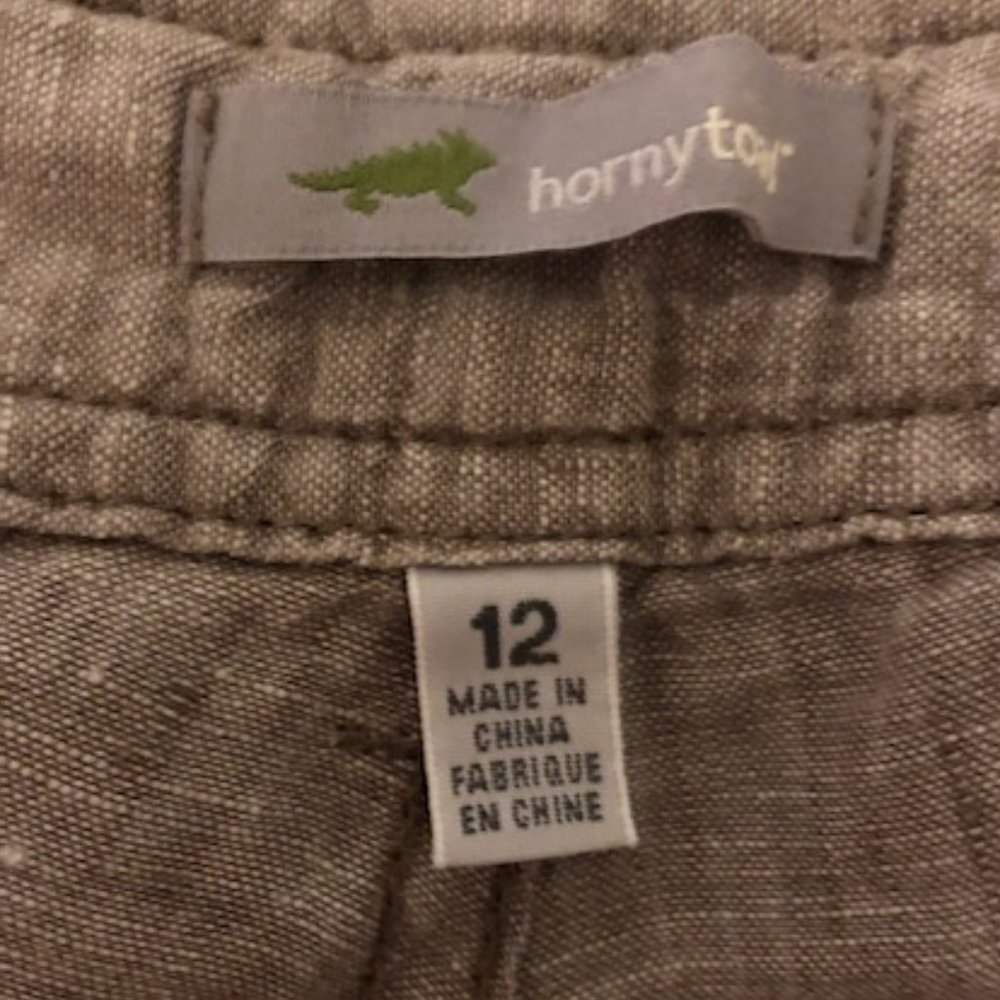 hornytoad
12
MADE IN
CHINA
FABRIQUE
EN CHINE